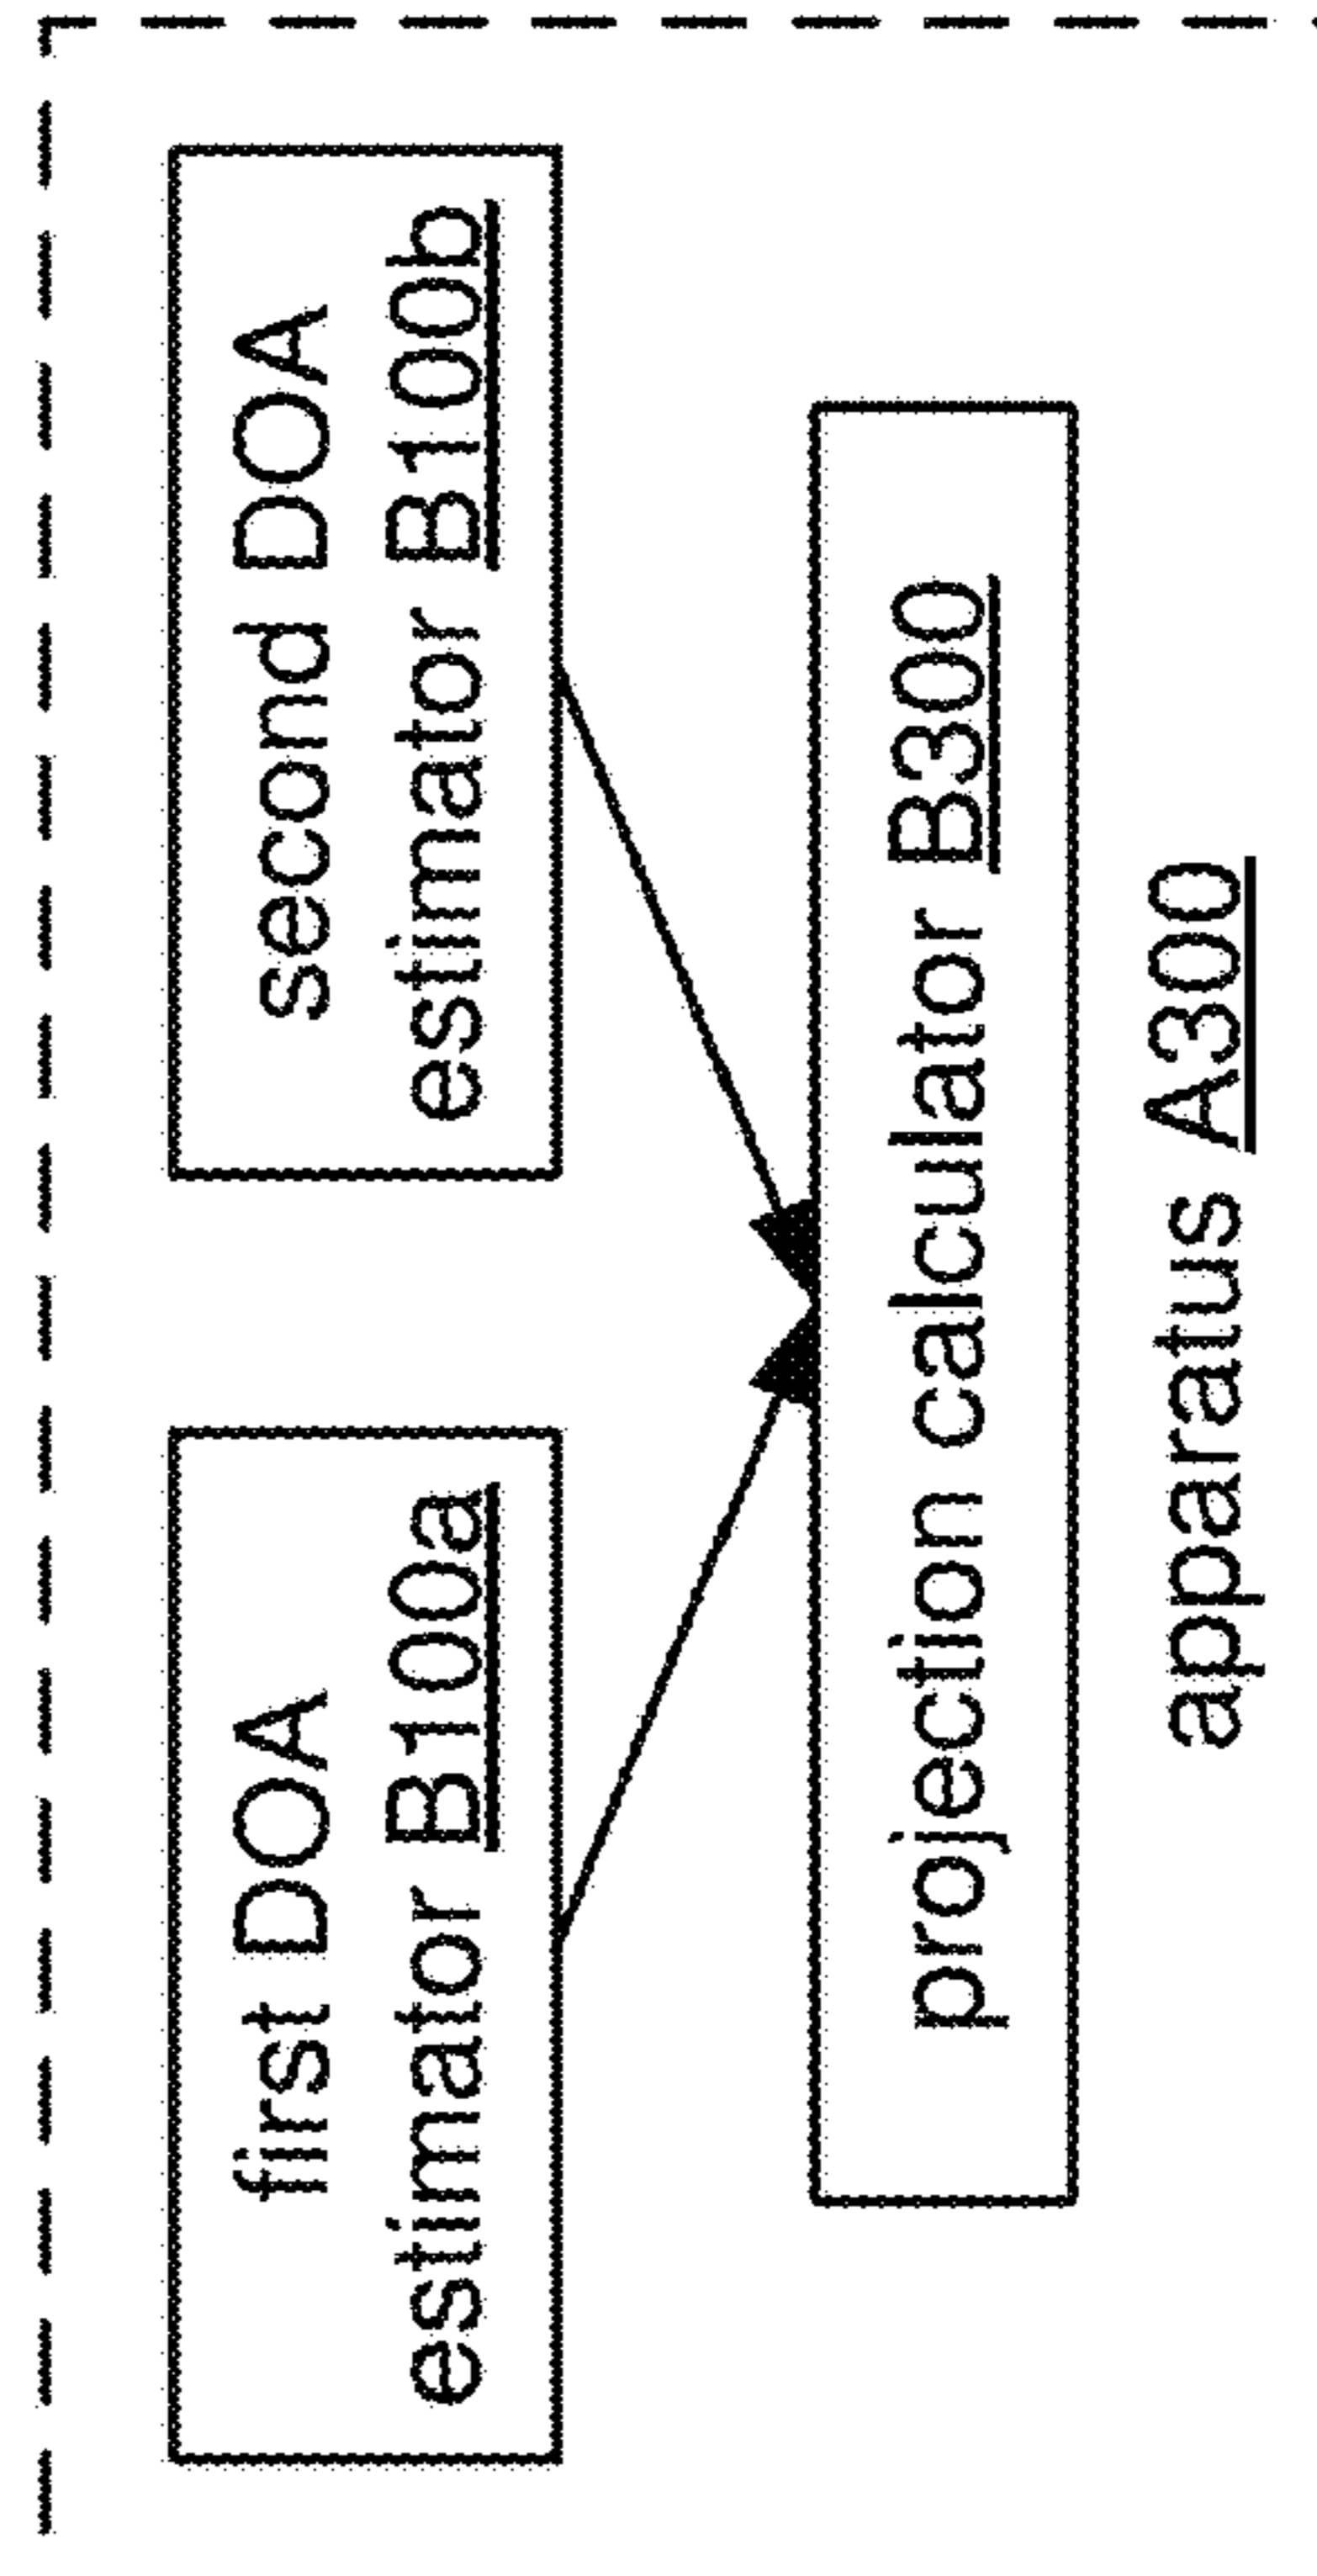 first DOA
estimator B100a
second DOA
estimator B100b
projection calculator B300
apparatus A300